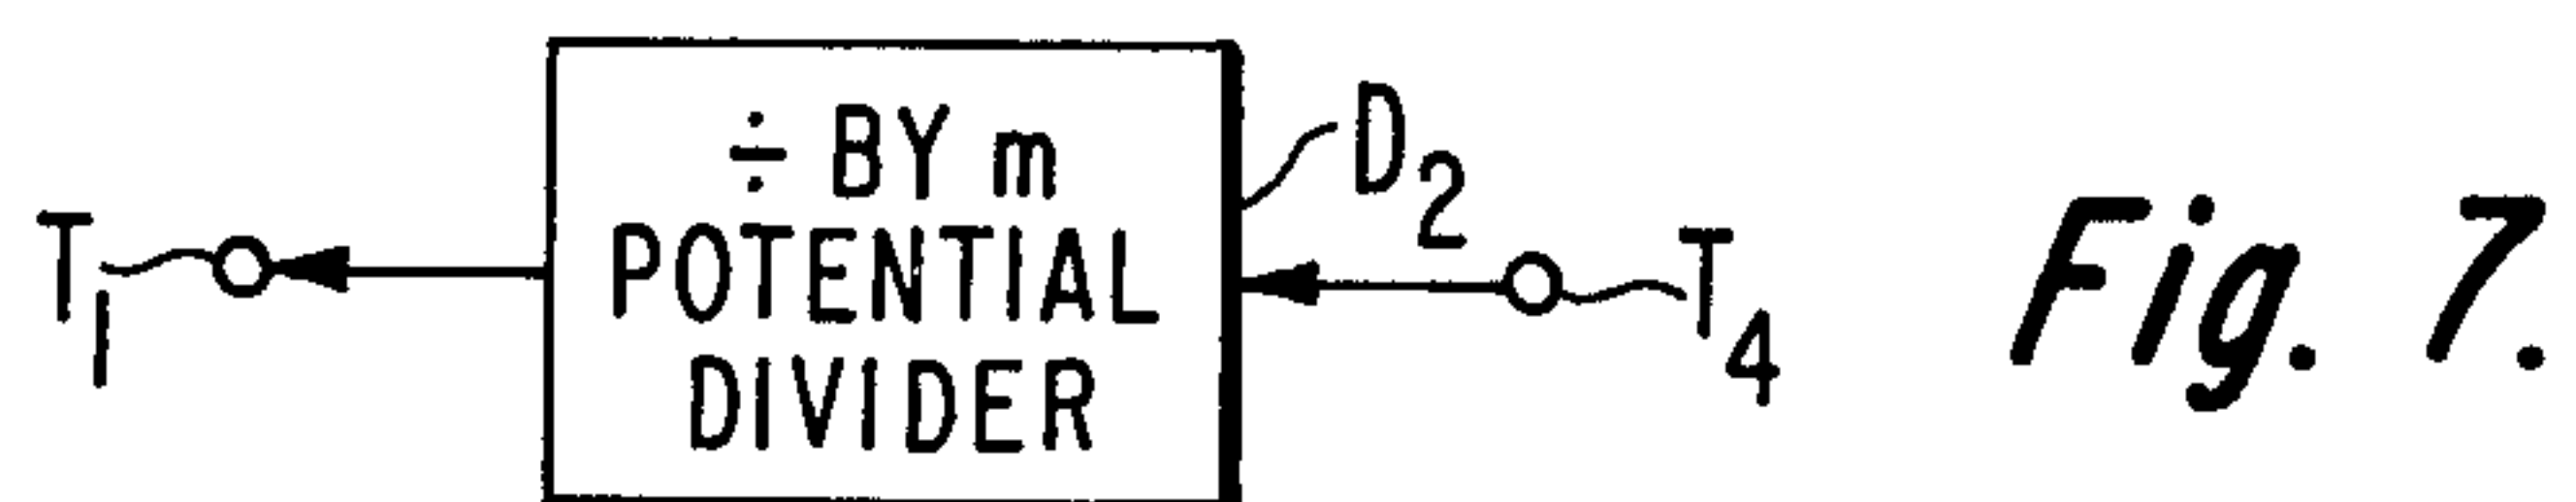 ÷ BY m
POTENTIAL
DIVIDER
T₁
D₂
T₄
Fig. 7.